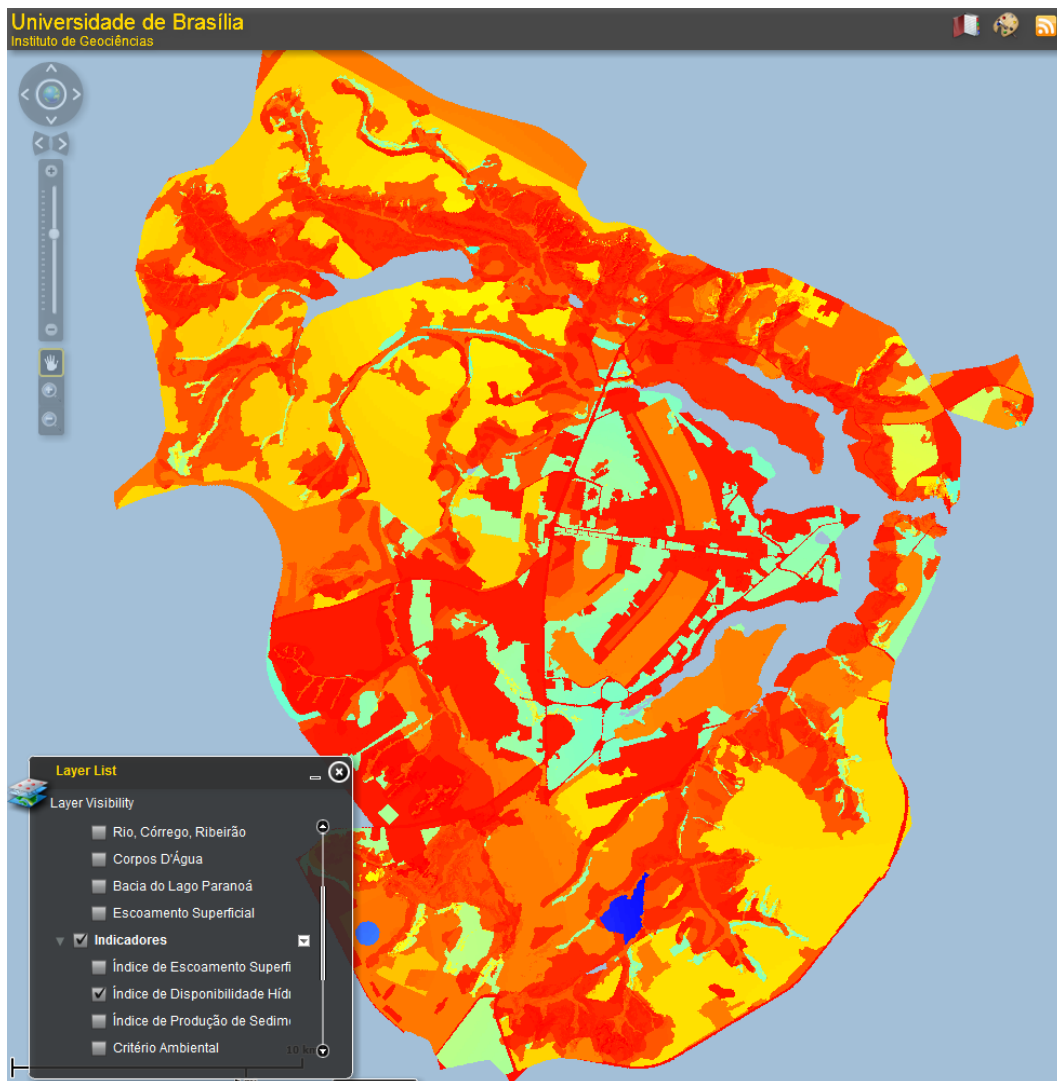 Universidade de Brasília
Instituto de Geociências
Layer List
Layer Visibility
Rio, Córrego, Ribeirão
Corpos D'Água
Bacia do Lago Paranoá
Escoamento Superficial
Indicadores
Índice de Escoamento Superfi
Índice de Disponibilidade Hídr
Índice de Produção de Sedim
Critério Ambiental
10 km